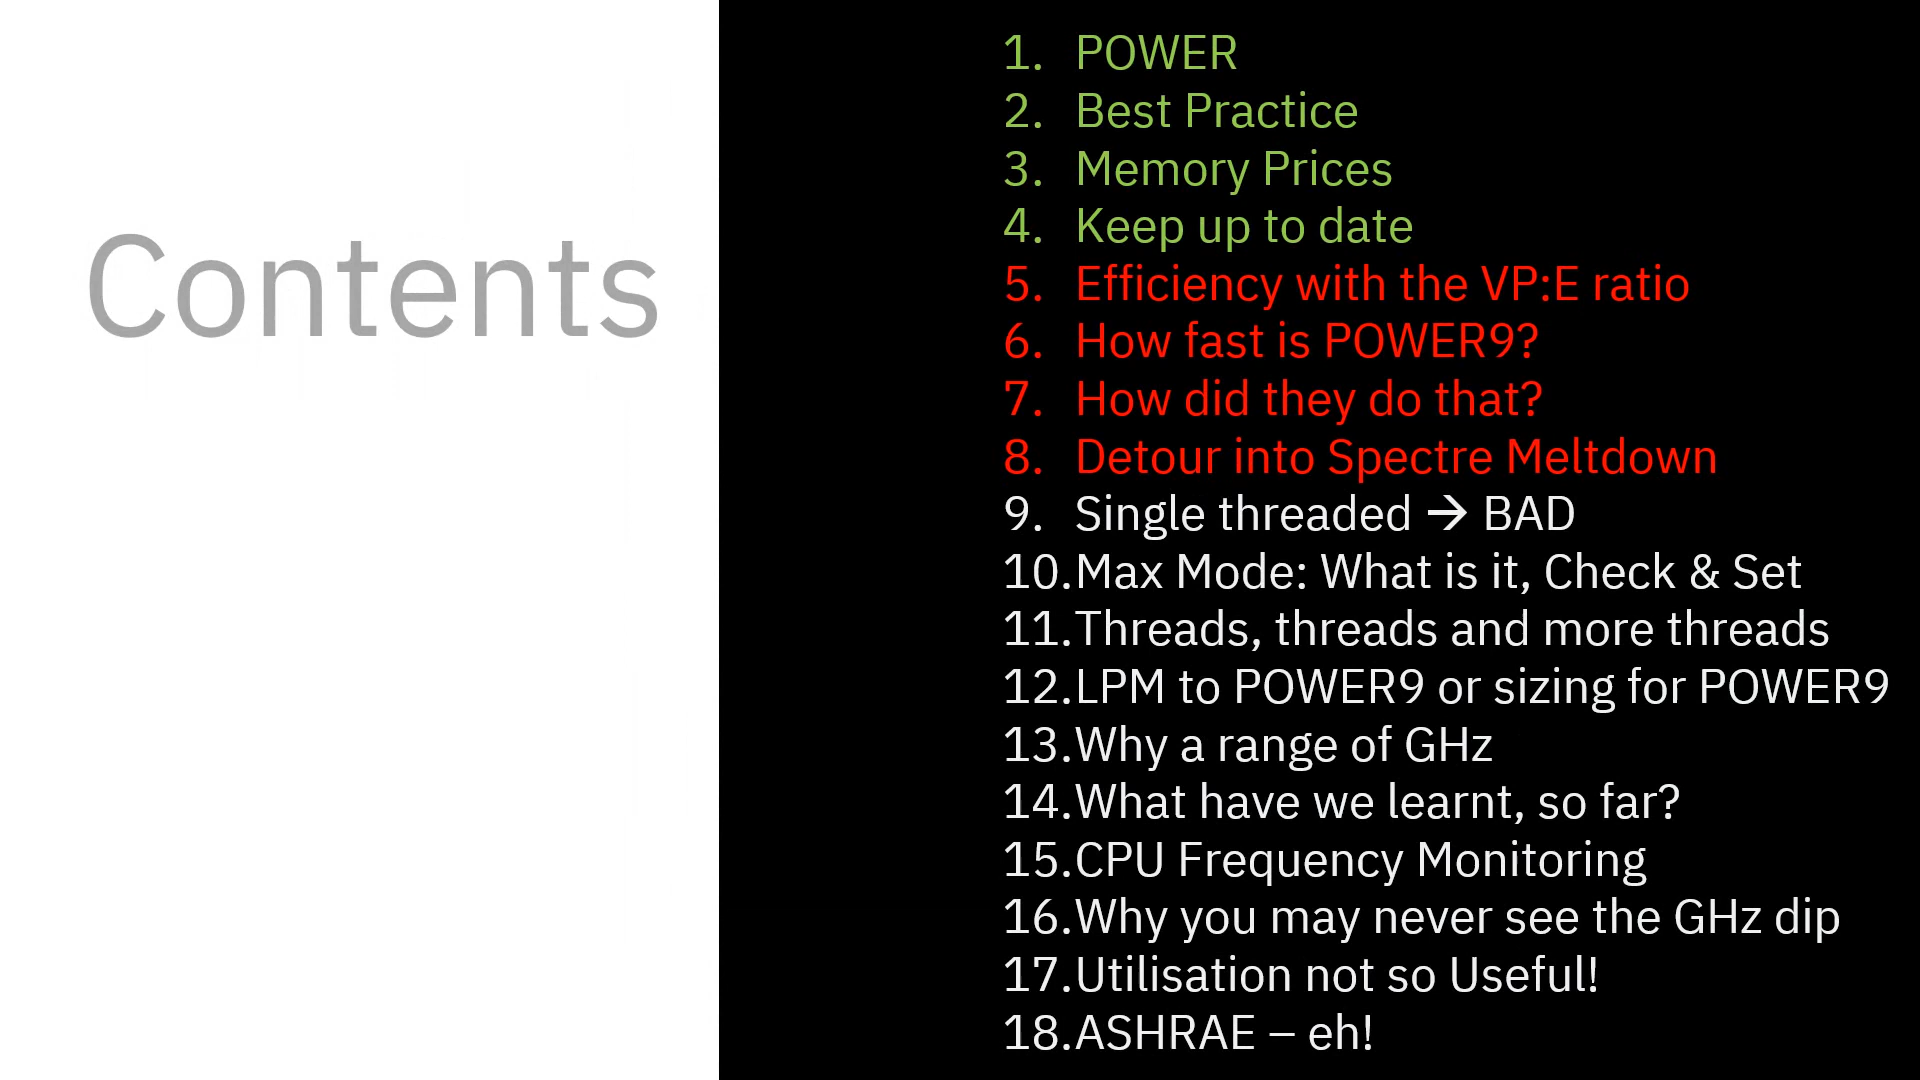 Contents
1. POWER
2. Best Practice
3. Memory Prices
4. Keep up to date
5. Efficiency with the VP:E ratio
6. How fast is POWER9?
7. How did they do that?
8. Detour into Spectre Meltdown
9. Single threaded → BAD
10.Max Mode: What is it, Check & Set
11.Threads, threads and more threads
12.LPM to POWER9 or sizing for POWER9
13.Why a range of GHz
14.What have we learnt, so far?
15.CPU Frequency Monitoring
16.Why you may never see the GHz dip
17.Utilisation not so Useful!
18.ASHRAE – eh!